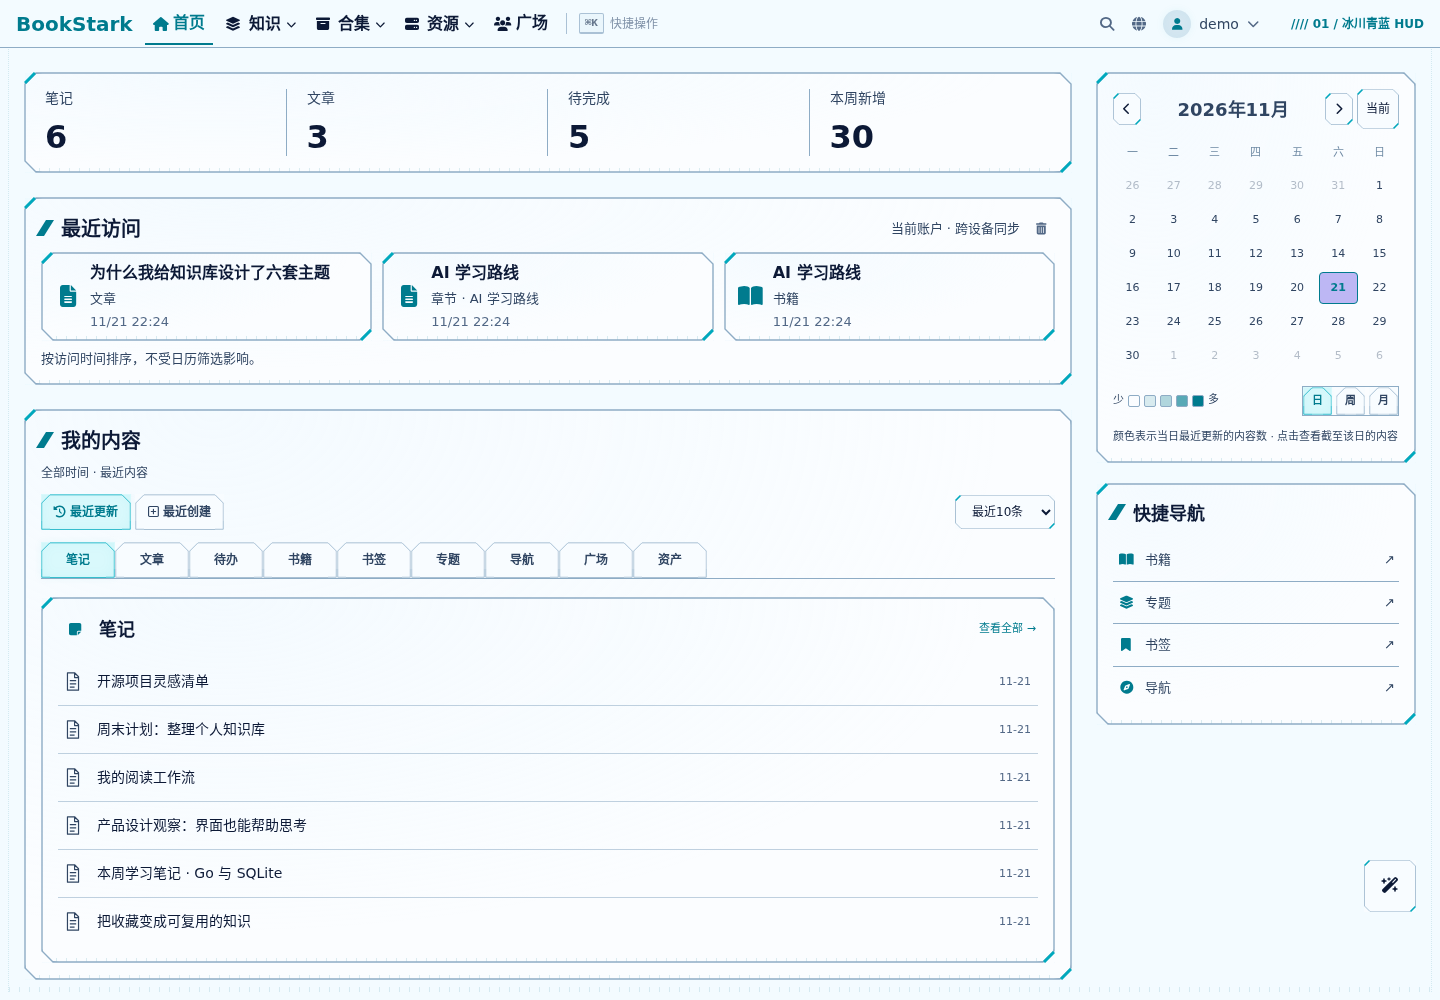 BookStark 首页 知识 合集 资源 广场 ⌘K 快捷操作 demo //// 01 / 冰川青蓝 HUD
笔记 文章 待完成 本周新增
6 3 5 30
最近访问 当前账户 · 跨设备同步
为什么我给知识库设计了六套主题
文章
11/21 22:24
AI 学习路线
章节 · AI 学习路线
11/21 22:24
AI 学习路线
书籍
11/21 22:24
按访问时间排序，不受日历筛选影响。
我的内容
全部时间 · 最近内容
最近更新 最近创建 最近10条
笔记 文章 待办 书籍 书签 专题 导航 广场 资产
笔记 查看全部 →
开源项目灵感清单 11-21
周末计划：整理个人知识库 11-21
我的阅读工作流 11-21
产品设计观察：界面也能帮助思考 11-21
本周学习笔记 · Go 与 SQLite 11-21
把收藏变成可复用的知识 11-21
2026年11月 当前
一 二 三 四 五 六 日
26 27 28 29 30 31 1
2 3 4 5 6 7 8
9 10 11 12 13 14 15
16 17 18 19 20 21 22
23 24 25 26 27 28 29
30 1 2 3 4 5 6
少 多 日 周 月
颜色表示当日最近更新的内容数 · 点击查看截至该日的内容
快捷导航
书籍 ↗
专题 ↗
书签 ↗
导航 ↗